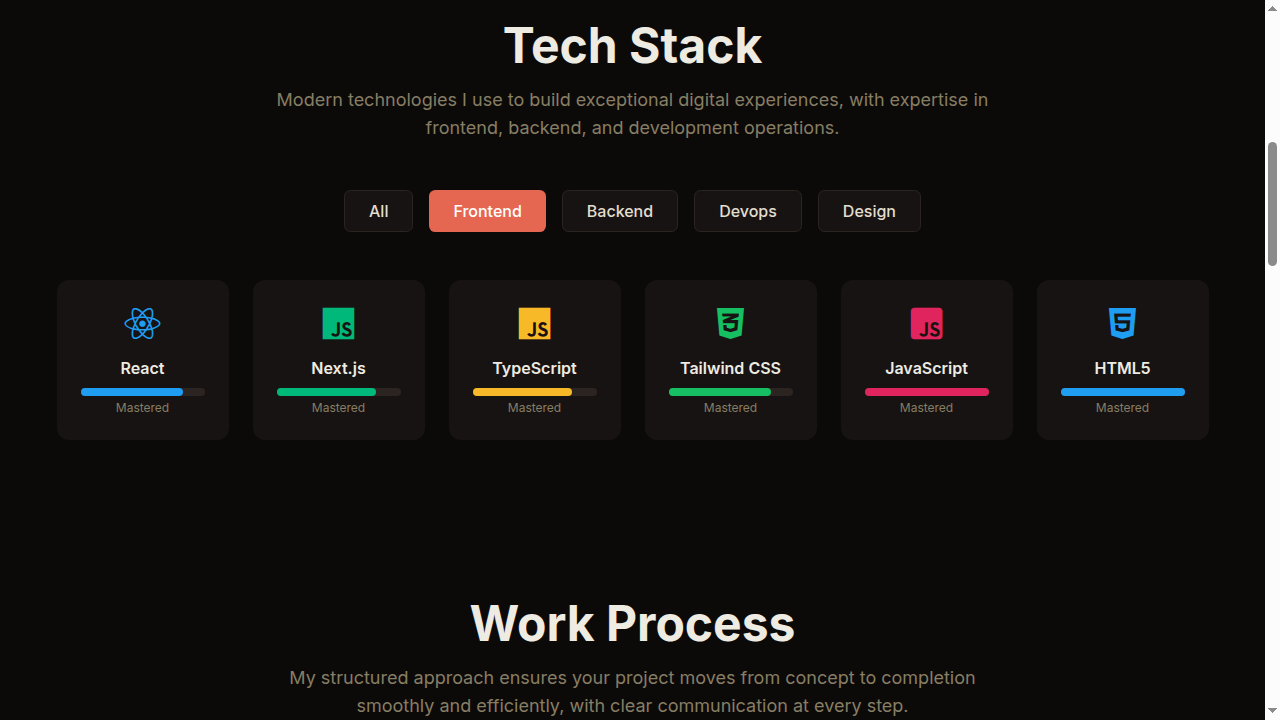 Tech Stack
Modern technologies I use to build exceptional digital experiences, with expertise in
frontend, backend, and development operations.
All Frontend Backend Devops Design
JS JS 3 JS 5
React Next.js TypeScript Tailwind CSS JavaScript HTML5
Mastered Mastered Mastered Mastered Mastered Mastered
Work Process
My structured approach ensures your project moves from concept to completion
smoothly and efficiently, with clear communication at every step.